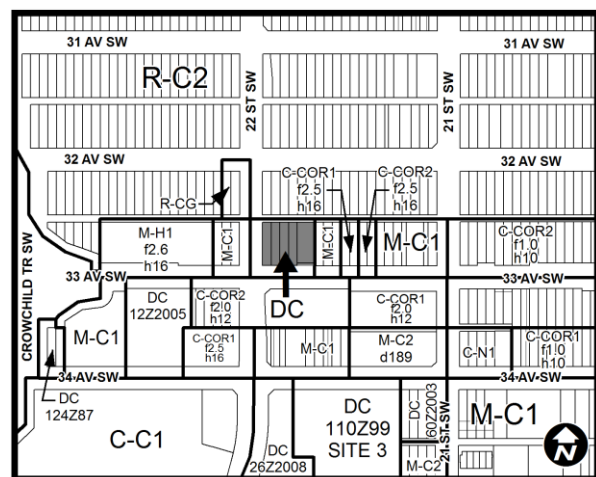 31 AV SW
31 AV SW
R-C2
22 ST SW
21 ST SW
32 AV SW
32 AV SW
C-COR1
f2.5
h16
C-COR2
f2.5
h16
R-CG
M-H1
f2.6
h16
M-C1
M-C1
M-C1
C-COR2
f1.0
h10
CROWCHILD TR SW
33 AV SW
33 AV SW
DC
DC
12Z2005
C-COR2
f2.0
h12
C-COR1
f2.0
h12
M-C1
C-COR1
f2.5
h16
M-C1
M-C2
d189
C-N1
C-COR1
f1.0
h10
34 AV SW
34 AV SW
DC
124Z87
C-C1
DC
26Z2008
DC
110Z99
SITE 3
DC
60Z2003
21 ST SW
M-C1
M-C2
N